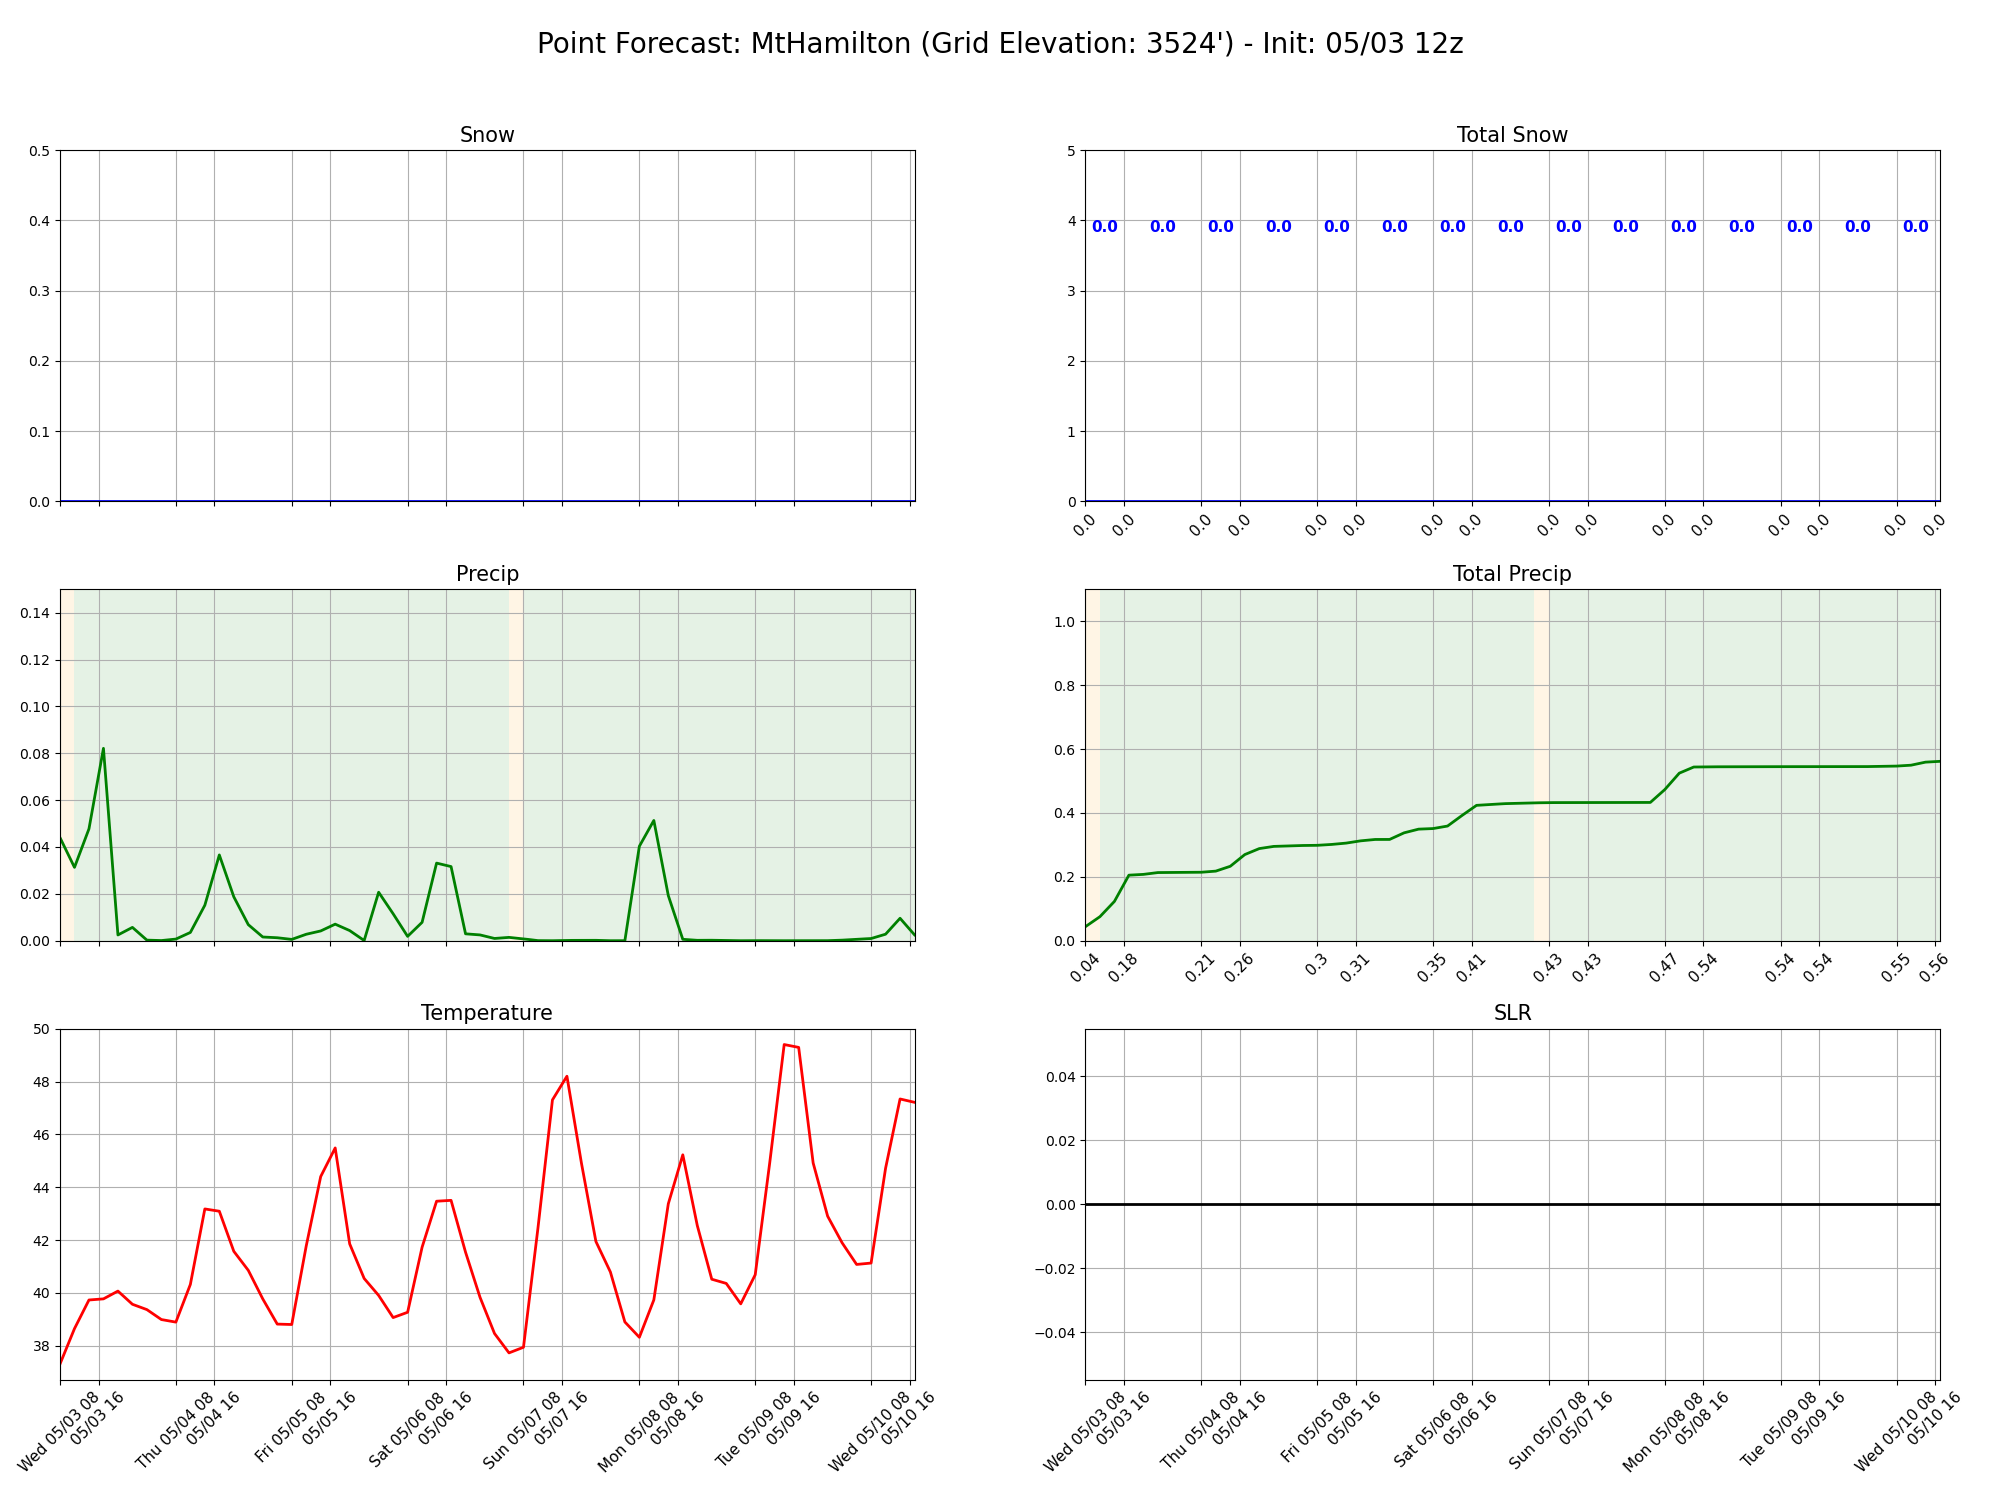 Point Forecast: MtHamilton (Grid Elevation: 3524') - Init: 05/03 12z
Snow
0.5
0.4
0.3
0.2
0.1
0.0
Total Snow
5
4
3
2
1
0
0.0 0.0 0.0 0.0 0.0 0.0 0.0 0.0 0.0 0.0 0.0 0.0 0.0 0.0 0.0
0.0 0.0 0.0 0.0 0.0 0.0 0.0 0.0 0.0 0.0 0.0 0.0 0.0 0.0 0.0 0.0
Precip
0.14
0.12
0.10
0.08
0.06
0.04
0.02
0.00
Total Precip
1.0
0.8
0.6
0.4
0.2
0.0
0.04 0.18 0.21 0.26 0.3 0.31 0.35 0.41 0.43 0.43 0.47 0.54 0.54 0.54 0.55 0.56
Temperature
50
48
46
44
42
40
38
Wed 05/03 08
05/03 16
Thu 05/04 08
05/04 16
Fri 05/05 08
05/05 16
Sat 05/06 08
05/06 16
Sun 05/07 08
05/07 16
Mon 05/08 08
05/08 16
Tue 05/09 08
05/09 16
Wed 05/10 08
05/10 16
SLR
0.04
0.02
0.00
−0.02
−0.04
Wed 05/03 08
05/03 16
Thu 05/04 08
05/04 16
Fri 05/05 08
05/05 16
Sat 05/06 08
05/06 16
Sun 05/07 08
05/07 16
Mon 05/08 08
05/08 16
Tue 05/09 08
05/09 16
Wed 05/10 08
05/10 16